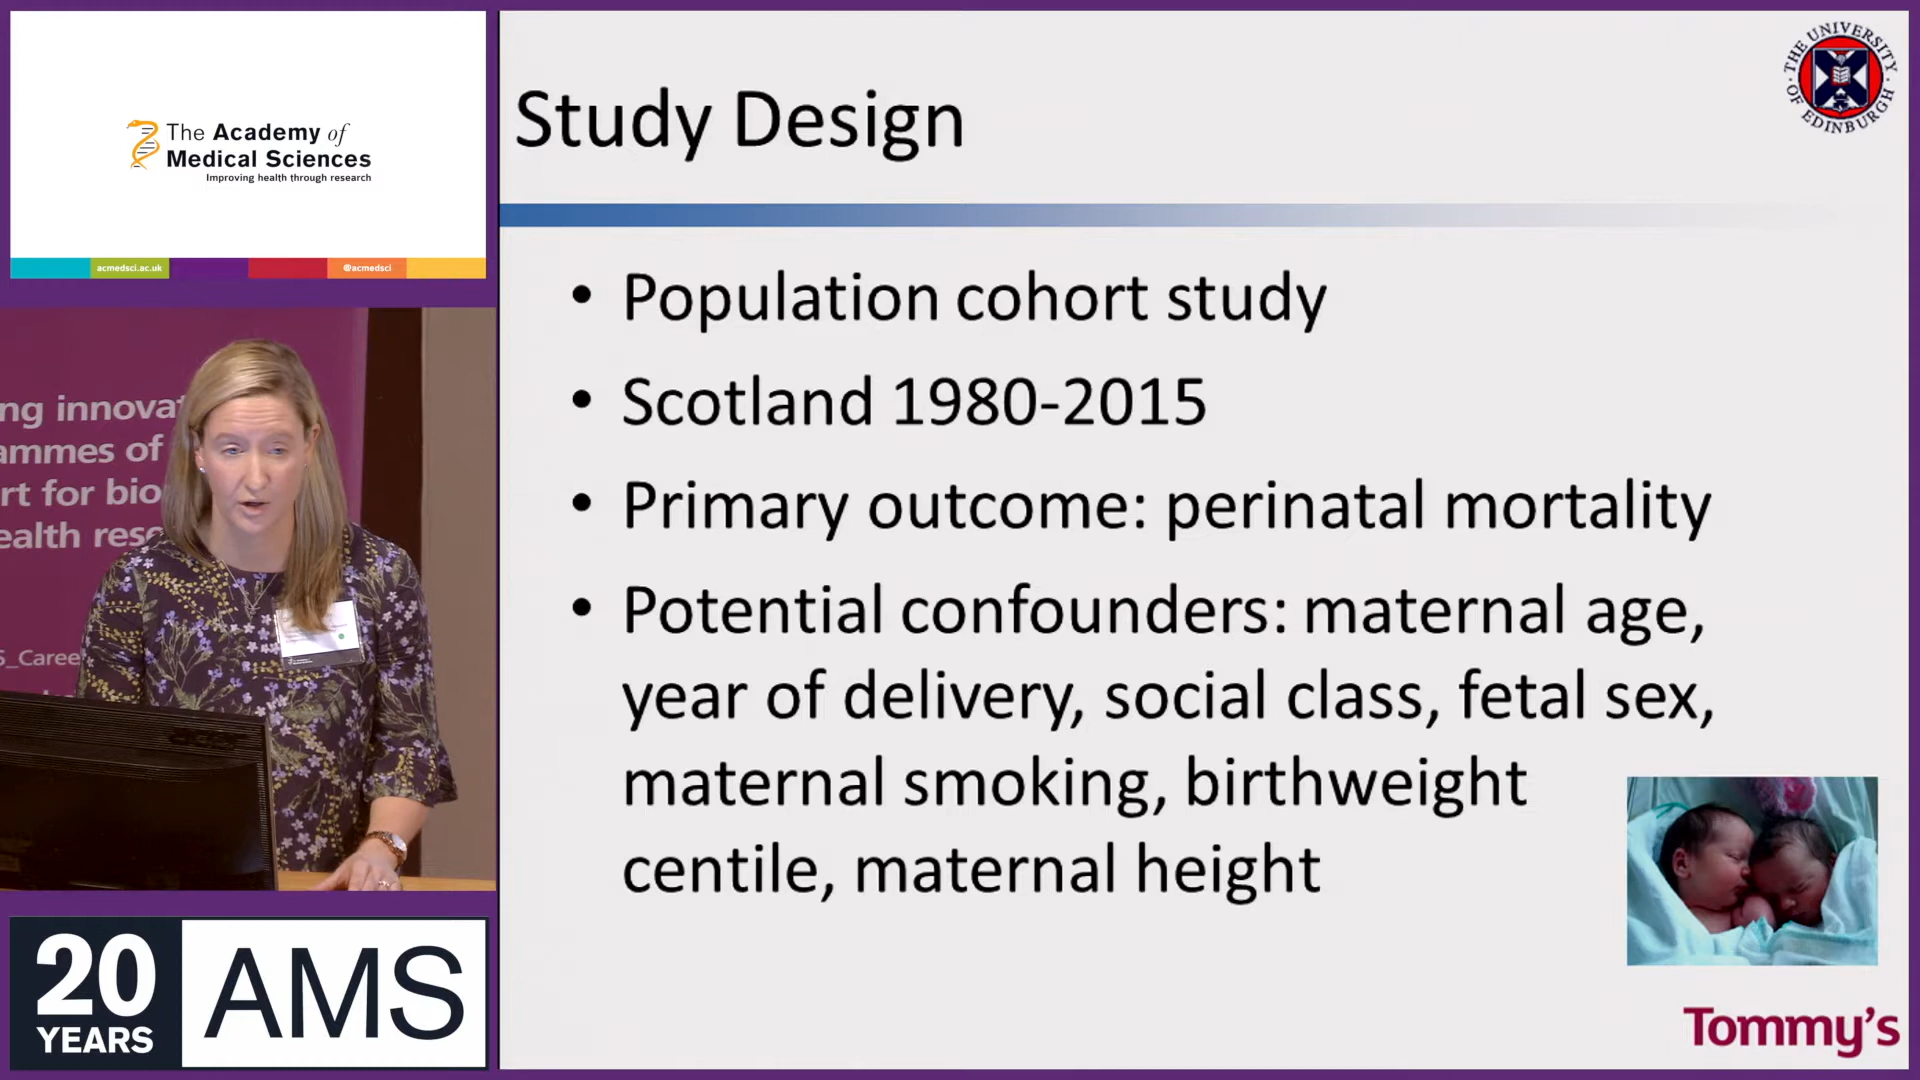 The Academy of
Medical Sciences
Improving health through research
acmedsci.ac.uk
@acmedsci
ng innova
ammes of
rt for bio
ealth rese
S_Caree
20
YEARS
AMS
THE UNIVERSITY OF EDINBURGH
Study Design
• Population cohort study
• Scotland 1980-2015
• Primary outcome: perinatal mortality
• Potential confounders: maternal age,
year of delivery, social class, fetal sex,
maternal smoking, birthweight
centile, maternal height
Tommy's